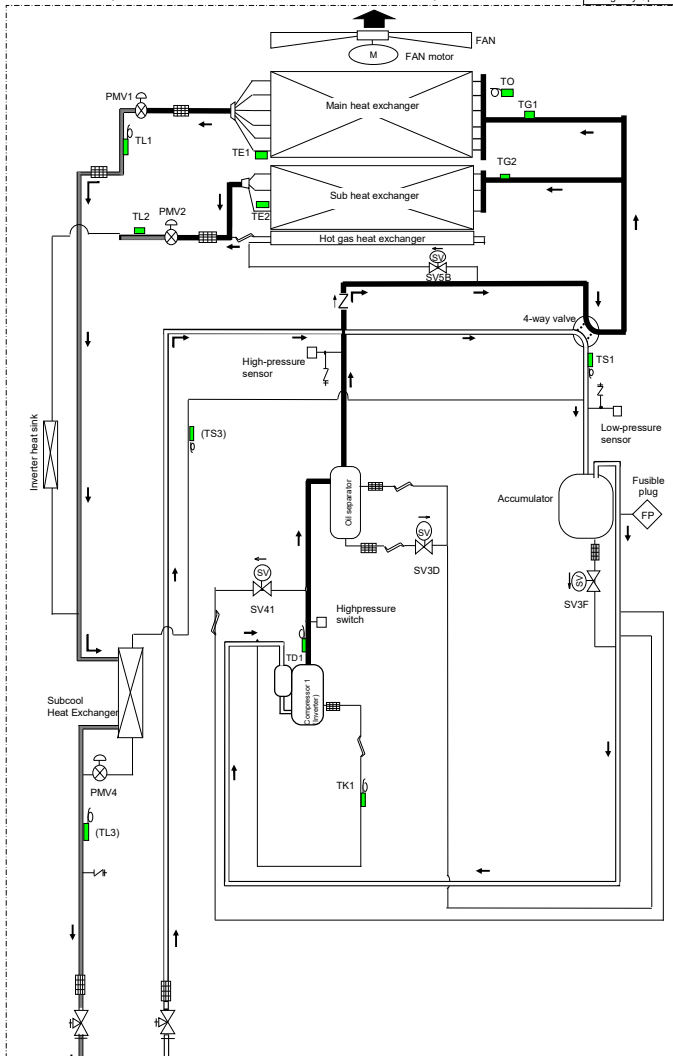 FAN
M
FAN motor
PMV1
Main heat exchanger
TO
TG1
TL1
TE1
TG2
Sub heat exchanger
TL2
PMV2
TE2
Hot gas heat exchanger
SV
SV5B
4-way valve
High-pressure
sensor
TS1
(TS3)
Low-pressure
sensor
Inverter heat sink
Oil separator
Accumulator
Fusible
plug
FP
SV
SV3D
SV
SV3F
SV
SV41
Highpressure
switch
TD1
Compressor 1
(Inverter)
Subcool
Heat Exchanger
PMV4
TK1
(TL3)